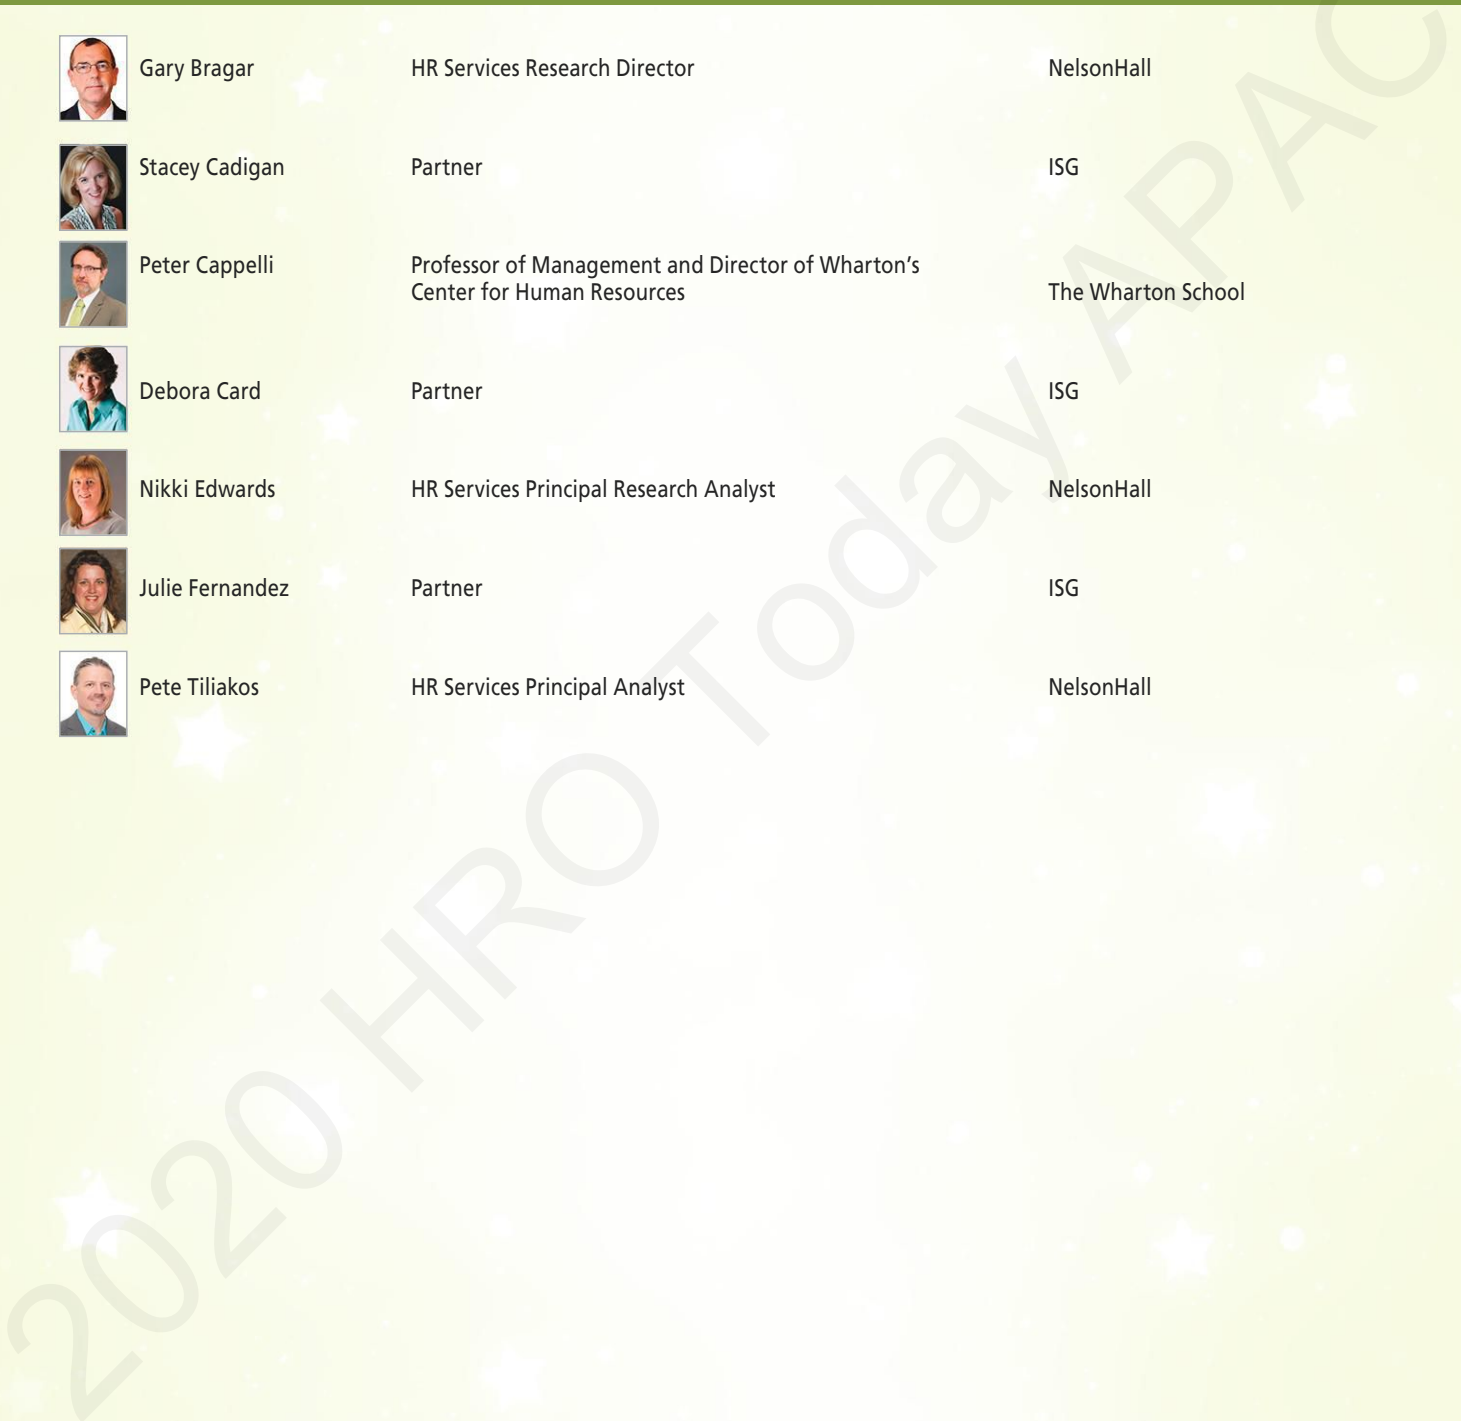 Gary Bragar HR Services Research Director NelsonHall
Stacey Cadigan Partner ISG
Peter Cappelli Professor of Management and Director of Wharton’s
Center for Human Resources The Wharton School
Debora Card Partner ISG
Nikki Edwards HR Services Principal Research Analyst NelsonHall
Julie Fernandez Partner ISG
Pete Tiliakos HR Services Principal Analyst NelsonHall
2020 HRO Today APAC